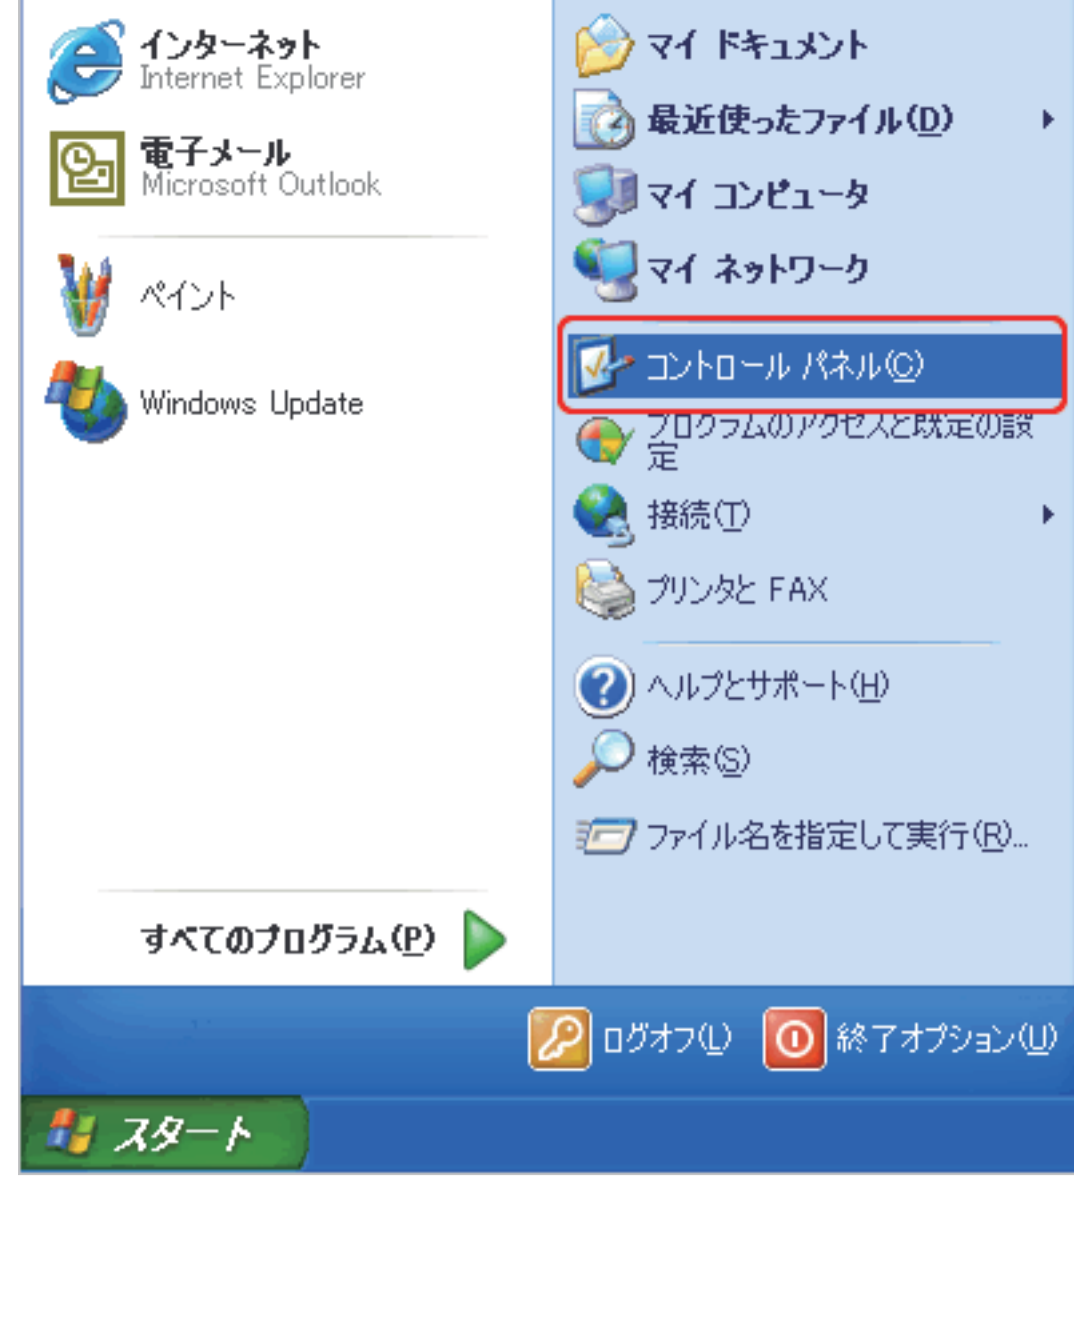 インターネット
Internet Explorer
電子メール
Microsoft Outlook
ペイント
Windows Update
すべてのプログラム(P)
マイ ドキュメント
最近使ったファイル(D)
マイ コンピュータ
マイ ネットワーク
コントロール パネル(C)
プログラムのアクセスと既定の設
定
接続(T)
プリンタと FAX
ヘルプとサポート(H)
検索(S)
ファイル名を指定して実行(R)...
ログオフ(L)
終了オプション(U)
スタート